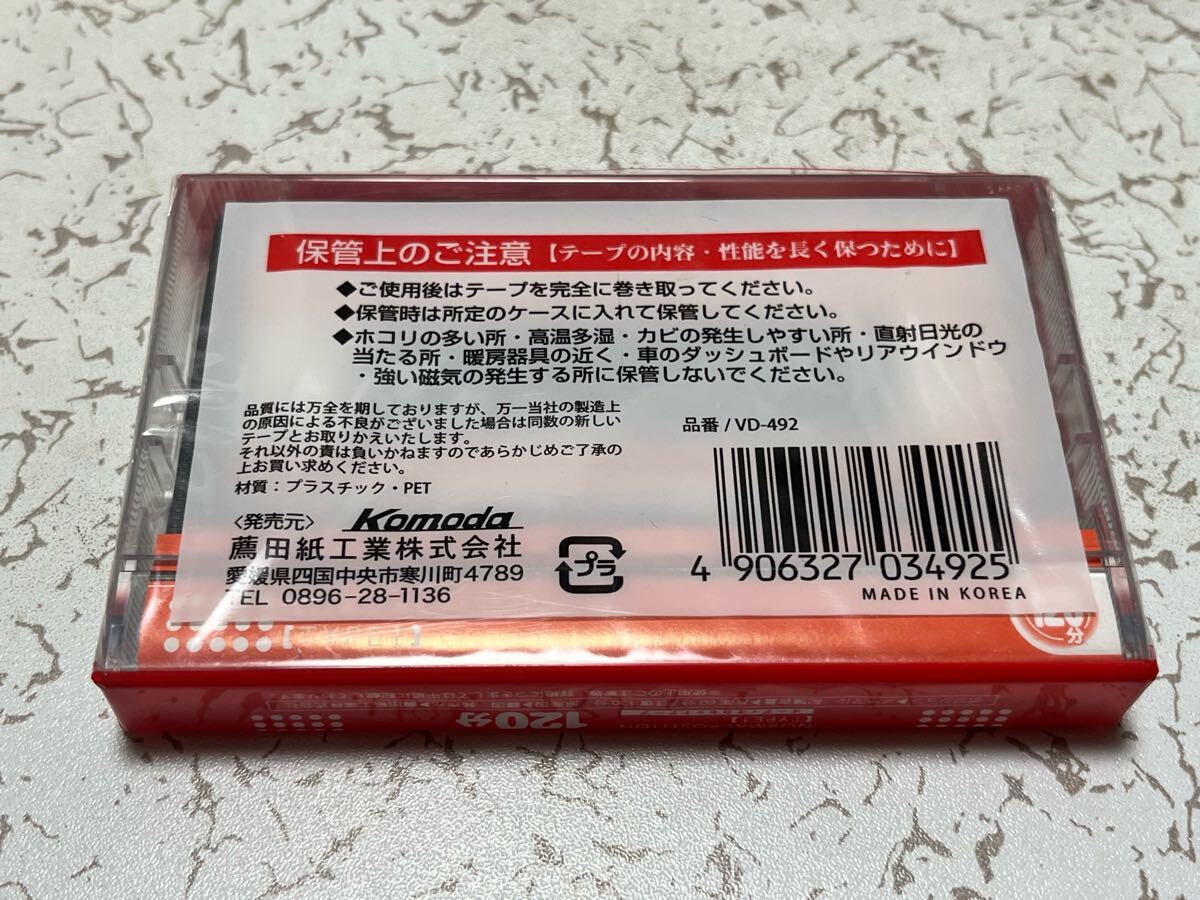 保管上のご注意【テープの内容・性能を長く保つために】
◆ご使用後はテープを完全に巻き取ってください。
◆保管時は所定のケースに入れて保管してください。
◆ホコリの多い所・高温多湿・カビの発生しやすい所・直射日光の
当たる所・暖房器具の近く・車のダッシュボードやリアウインドウ
・強い磁気の発生する所に保管しないでください。
品質には万全を期しておりますが、万一当社の製造上
の原因による不良がございました場合は同数の新しい
テープとお取りかえいたします。
それ以外の責は負いかねますのであらかじめご了承の
上お買い求めください。
材質：プラスチック・PET
品番/VD-492
〈発売元〉 Komoda
薦田紙工業株式会社
愛媛県四国中央市寒川町4789
TEL 0896-28-1136
プラ
4 906327 034925
MADE IN KOREA
【TYPE I】
120分
120分
NORMAL POSITION
【TYPE I】